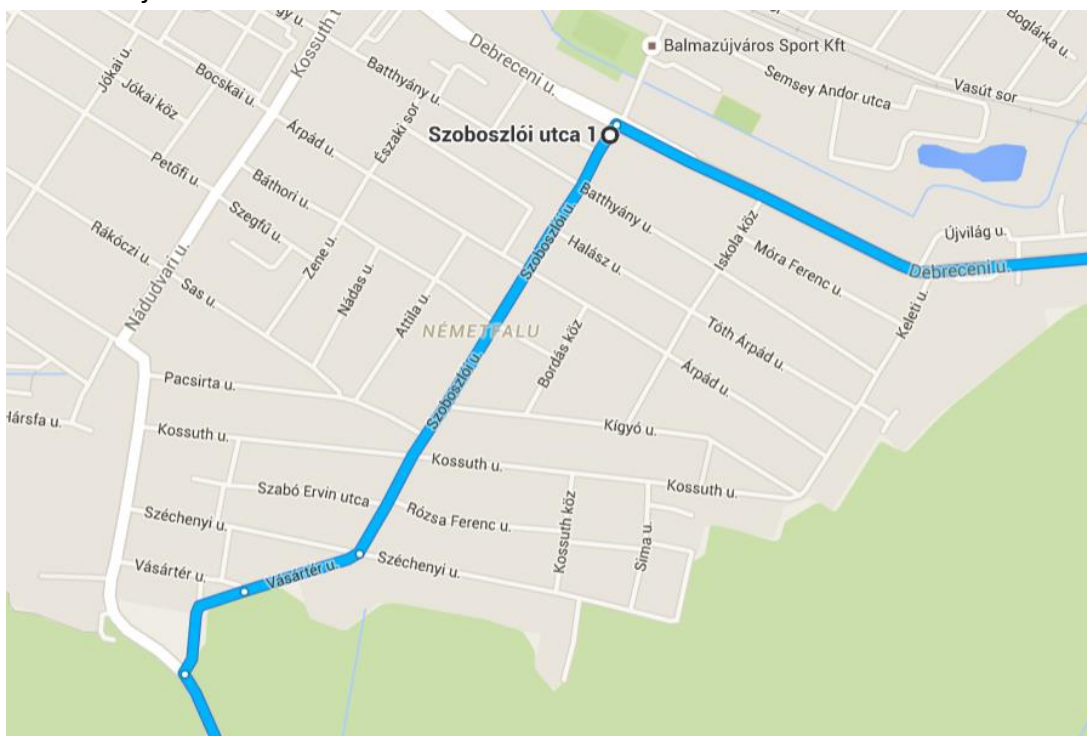 Kossuth u.
Debreceni u.
Balmazújváros Sport Kft
Boglárka u.
Jókai u.
Bocskai u.
Batthyány u.
Semsey Andor utca
Vasút sor
Jókai köz
Árpád u.
Északi sor
Szoboszlói utca 1
Petőfi u.
Báthori u.
Szegfű u.
Batthyány u.
Rákóczi u.
Zene u.
Szoboszlói u.
Halász u.
Iskola köz
Móra Ferenc u.
Újvilág u.
Debreceni u.
Nádudvari u.
Sas u.
Nádas u.
Attila u.
NÉMETFALU
Bordás köz
Tóth Árpád u.
Keleti u.
Pacsirta u.
Szoboszlói u.
Árpád u.
Hársfa u.
Kossuth u.
Kígyó u.
Kossuth u.
Kossuth u.
Szabó Ervin utca
Rózsa Ferenc u.
Kossuth köz
Sima u.
Széchenyi u.
Vásártér u.
Vásártér u.
Széchenyi u.